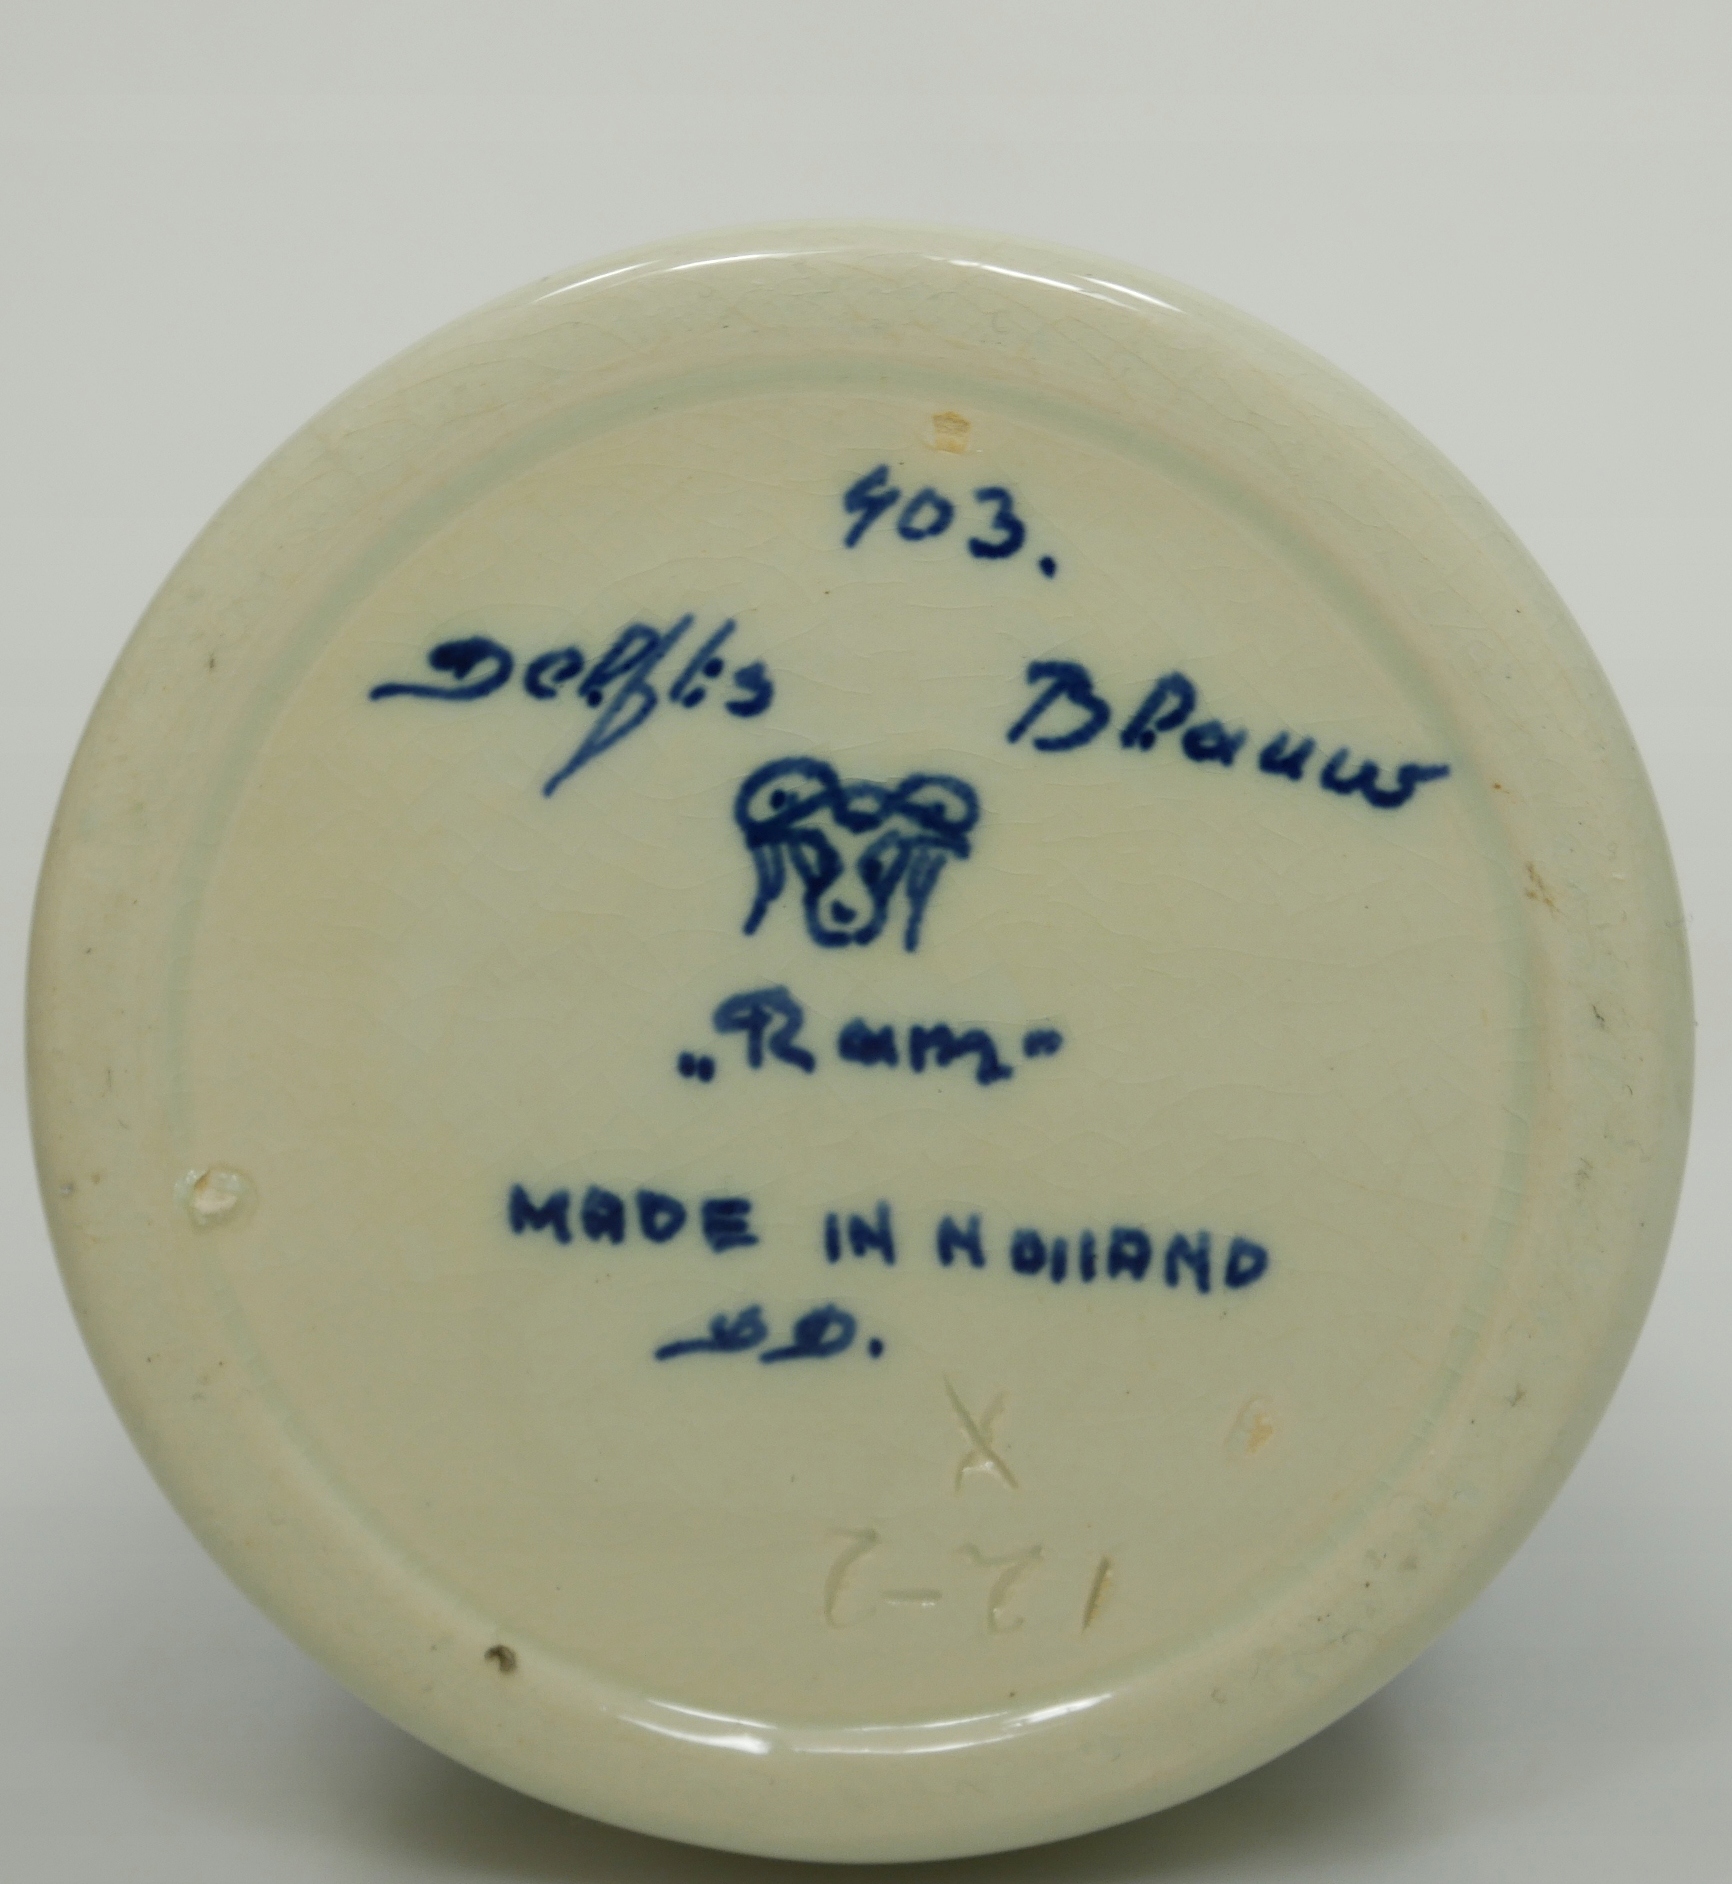 403.
Delfts Blauw
„Ram"
MADE IN HOllAND
X
12-2